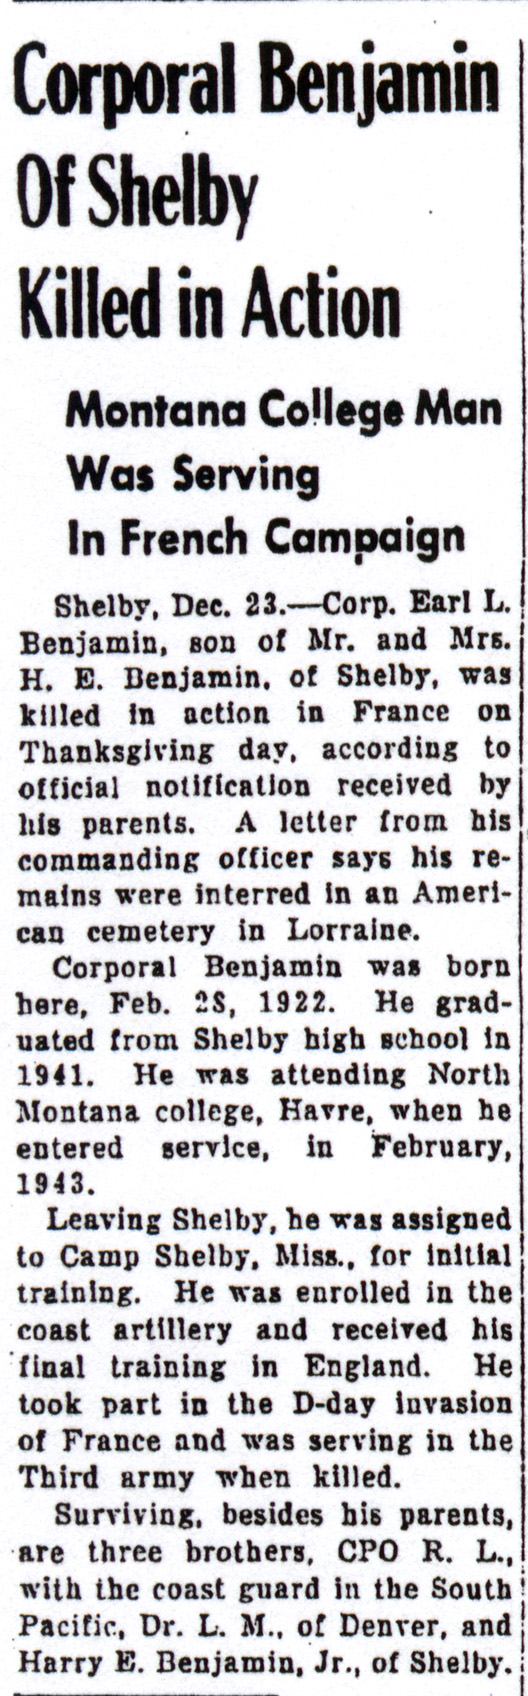 Corporal Benjamin
Of Shelby
Killed in Action
Montana College Man
Was Serving
In French Campaign
Shelby, Dec. 23.—Corp. Earl L.
Benjamin, son of Mr. and Mrs.
H. E. Benjamin, of Shelby, was
killed in action in France on
Thanksgiving day, according to
official notification received by
his parents. A letter from his
commanding officer says his re-
mains were interred in an Ameri-
can cemetery in Lorraine.
Corporal Benjamin was born
here, Feb. 28, 1922. He grad-
uated from Shelby high school in
1941. He was attending North
Montana college, Havre, when he
entered service, in February,
1943.
Leaving Shelby, he was assigned
to Camp Shelby, Miss., for initial
training. He was enrolled in the
coast artillery and received his
final training in England. He
took part in the D-day invasion
of France and was serving in the
Third army when killed.
Surviving, besides his parents,
are three brothers, CPO R. L.,
with the coast guard in the South
Pacific, Dr. L. M., of Denver, and
Harry E. Benjamin, Jr., of Shelby.